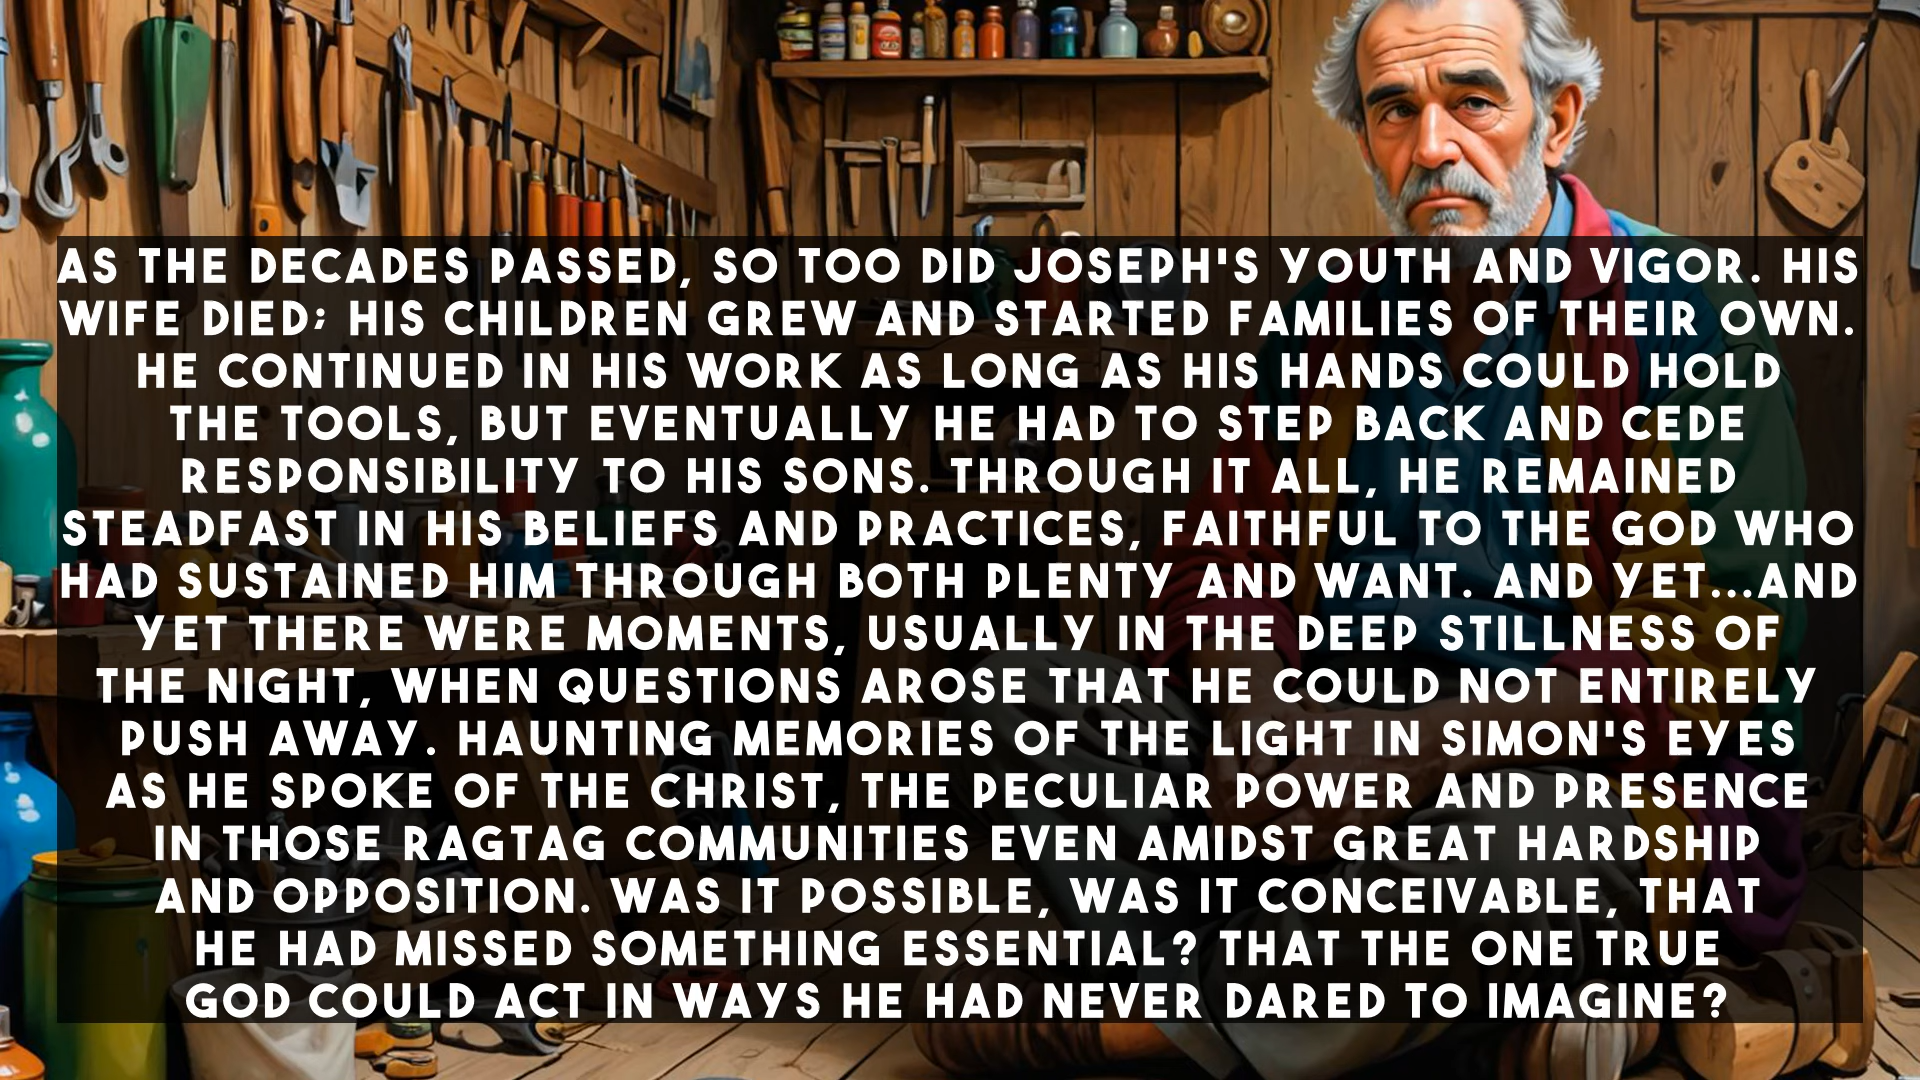 AS THE DECADES PASSED, SO TOO DID JOSEPH'S YOUTH AND VIGOR. HIS
WIFE DIED; HIS CHILDREN GREW AND STARTED FAMILIES OF THEIR OWN.
HE CONTINUED IN HIS WORK AS LONG AS HIS HANDS COULD HOLD
THE TOOLS, BUT EVENTUALLY HE HAD TO STEP BACK AND CEDE
RESPONSIBILITY TO HIS SONS. THROUGH IT ALL, HE REMAINED
STEADFAST IN HIS BELIEFS AND PRACTICES, FAITHFUL TO THE GOD WHO
HAD SUSTAINED HIM THROUGH BOTH PLENTY AND WANT. AND YET...AND
YET THERE WERE MOMENTS, USUALLY IN THE DEEP STILLNESS OF
THE NIGHT, WHEN QUESTIONS AROSE THAT HE COULD NOT ENTIRELY
PUSH AWAY. HAUNTING MEMORIES OF THE LIGHT IN SIMON'S EYES
AS HE SPOKE OF THE CHRIST, THE PECULIAR POWER AND PRESENCE
IN THOSE RAGTAG COMMUNITIES EVEN AMIDST GREAT HARDSHIP
AND OPPOSITION. WAS IT POSSIBLE, WAS IT CONCEIVABLE, THAT
HE HAD MISSED SOMETHING ESSENTIAL? THAT THE ONE TRUE
GOD COULD ACT IN WAYS HE HAD NEVER DARED TO IMAGINE?